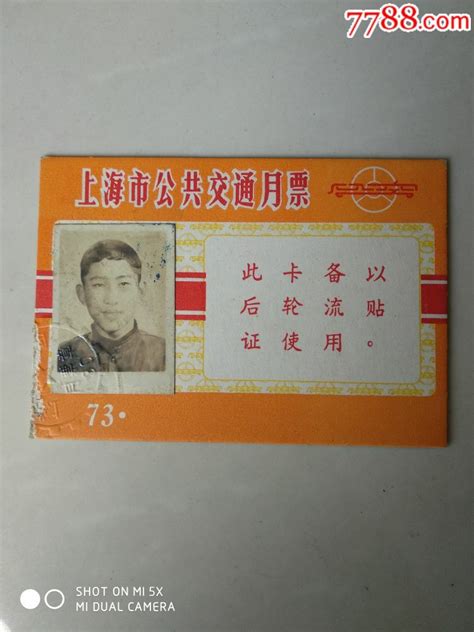 7788.com
上海市公共交通月票
此卡备以
后轮流贴
证使用。
73·
SHOT ON MI 5X
MI DUAL CAMERA